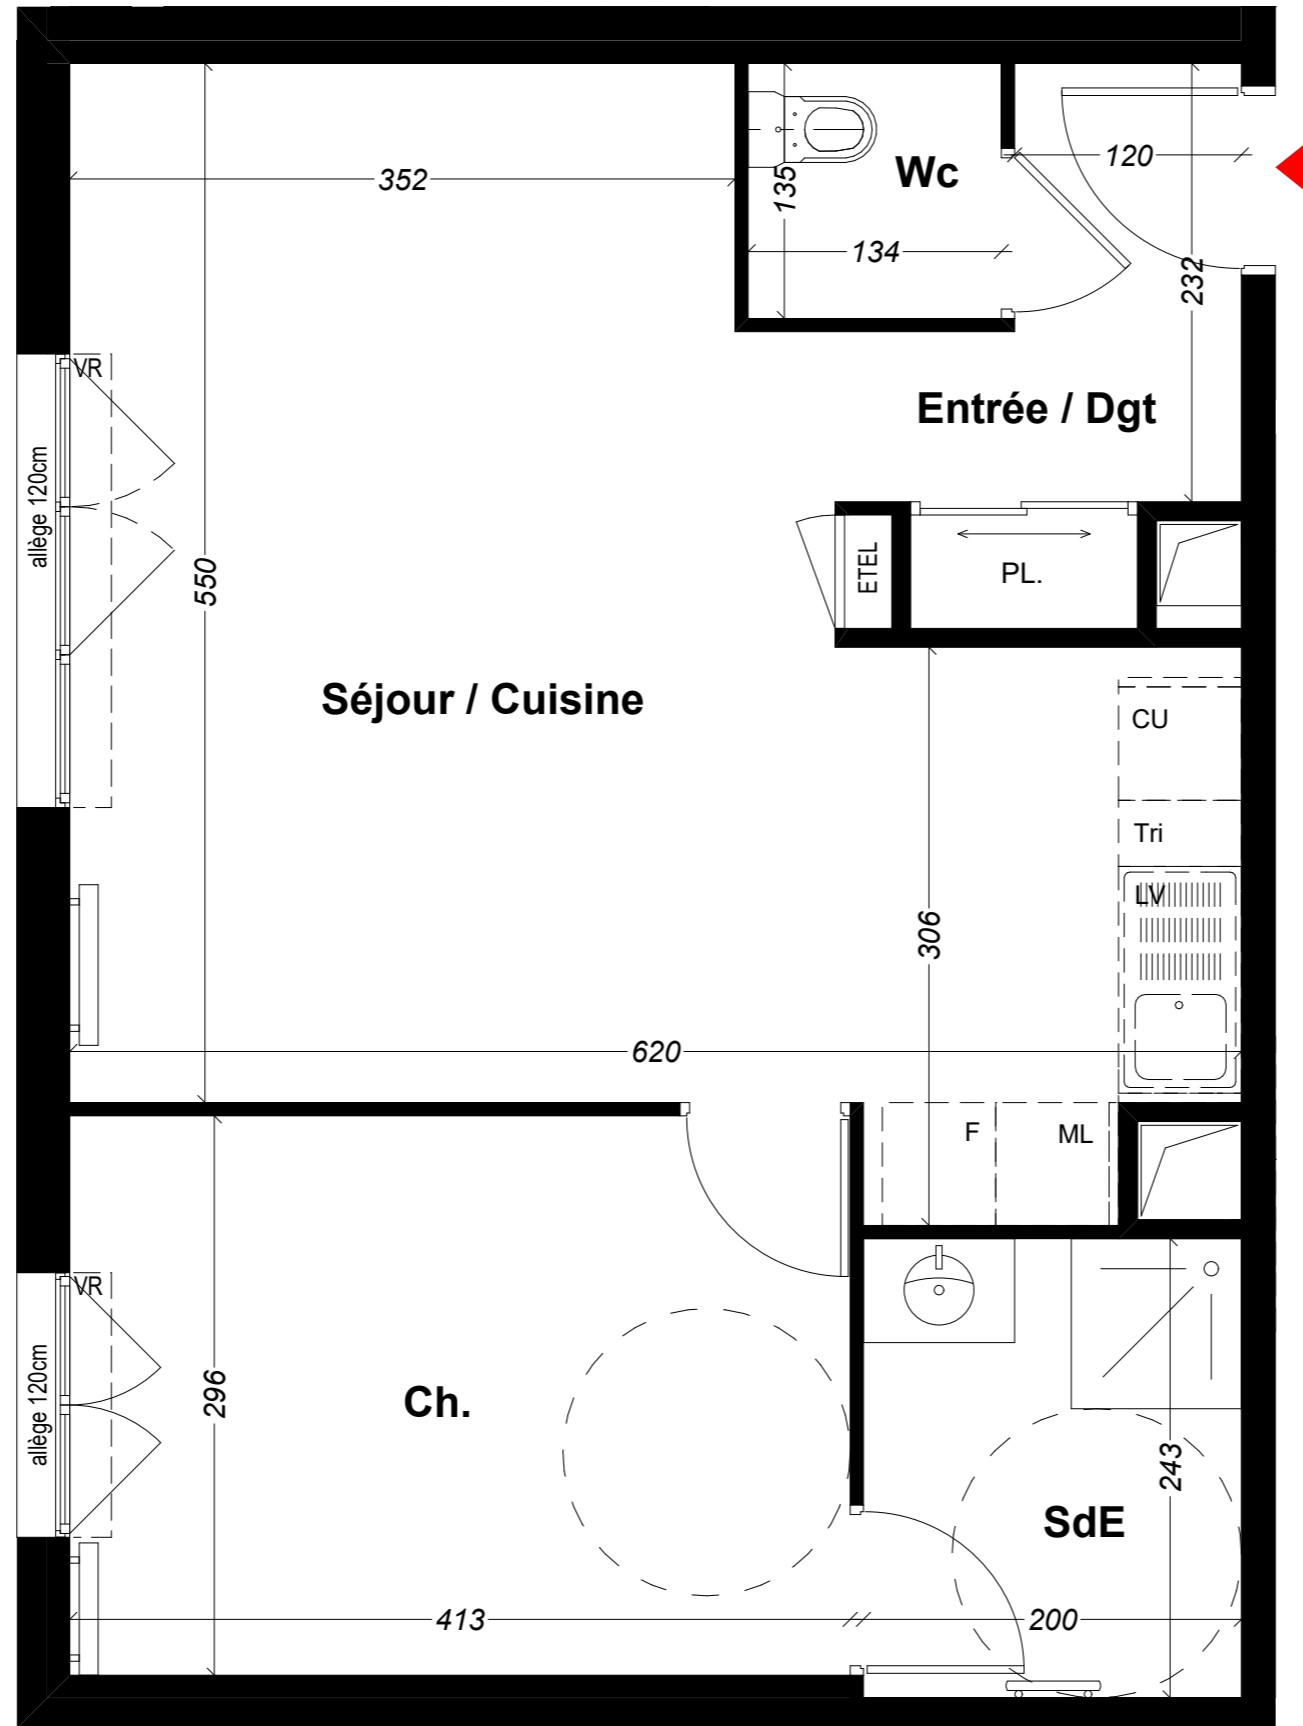 352
135
Wc
134
120
232
VR
allège 120cm
Entrée / Dgt
550
ETEL
PL.
Séjour / Cuisine
CU
Tri
LV
306
620
F
ML
VR
allège 120cm
296
Ch.
243
SdE
413
200